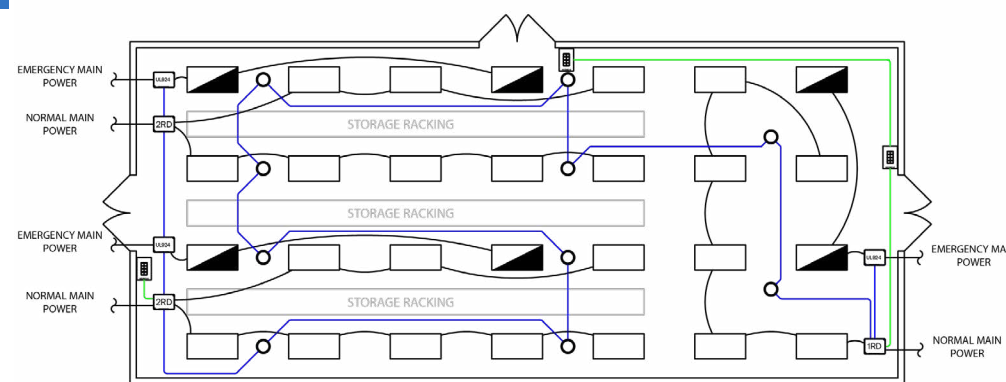 EMERGENCY MAIN
POWER
UL924
NORMAL MAIN
POWER
2RD
STORAGE RACKING
STORAGE RACKING
EMERGENCY MAIN
POWER
UL924
NORMAL MAIN
POWER
2RD
STORAGE RACKING
UL924
EMERGENCY MA
POWER
1RD
NORMAL MAIN
POWER